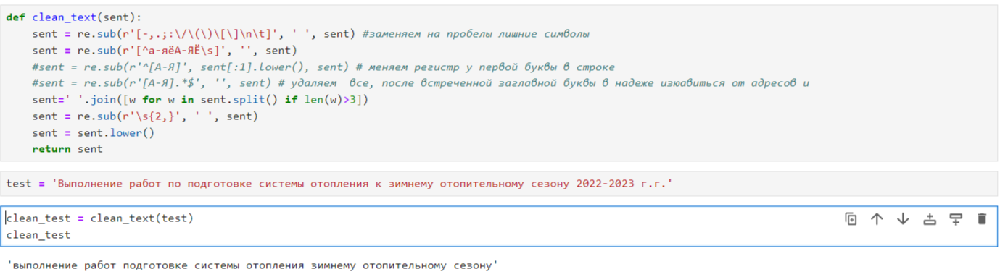 def clean_text(sent):
    sent = re.sub(r'[-,.;:\/\(\)\[\]\n\t]', ' ', sent) #заменяем на пробелы лишние символы
    sent = re.sub(r'[^а-яёА-ЯЁ\s]', '', sent)
    #sent = re.sub(r'^[А-Я]', sent[:1].lower(), sent) # меняем регистр у первой буквы в строке
    #sent = re.sub(r'[А-Я].*$', '', sent) # удаляем  все, после встреченной заглавной буквы в надеже изюавиться от адресов и
    sent=' '.join([w for w in sent.split() if len(w)>3])
    sent = re.sub(r'\s{2,}', ' ', sent)
    sent = sent.lower()
    return sent
test = 'Выполнение работ по подготовке системы отопления к зимнему отопительному сезону 2022-2023 г.г.'
clean_test = clean_text(test)
clean_test
'выполнение работ подготовке системы отопления зимнему отопительному сезону'